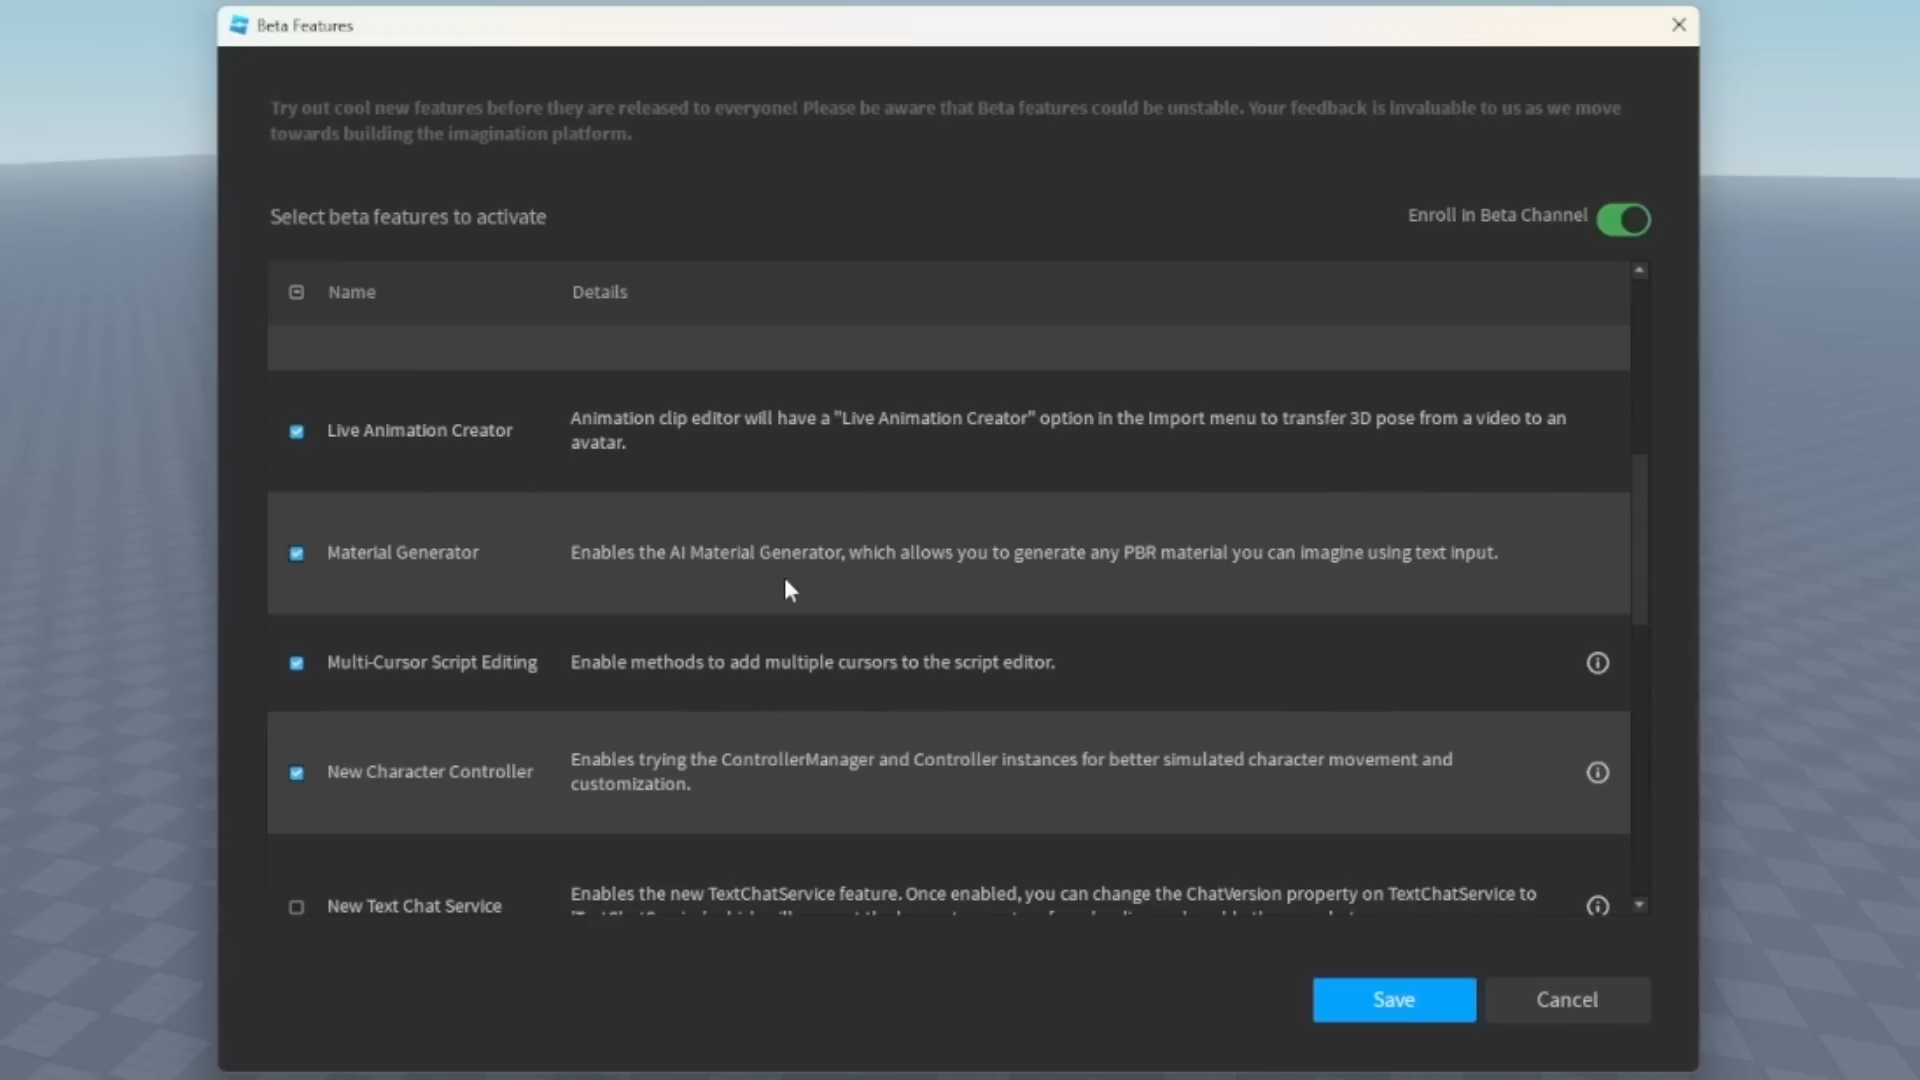 Beta Features
Try out cool new features before they are released to everyone! Please be aware that Beta features could be unstable. Your feedback is invaluable to us as we move
towards building the imagination platform.
Select beta features to activate
Enroll in Beta Channel
Name Details
Live Animation Creator
Animation clip editor will have a "Live Animation Creator" option in the Import menu to transfer 3D pose from a video to an
avatar.
Material Generator
Enables the AI Material Generator, which allows you to generate any PBR material you can imagine using text input.
Multi-Cursor Script Editing
Enable methods to add multiple cursors to the script editor.
New Character Controller
Enables trying the ControllerManager and Controller instances for better simulated character movement and
customization.
New Text Chat Service
Enables the new TextChatService feature. Once enabled, you can change the ChatVersion property on TextChatService to
Save
Cancel